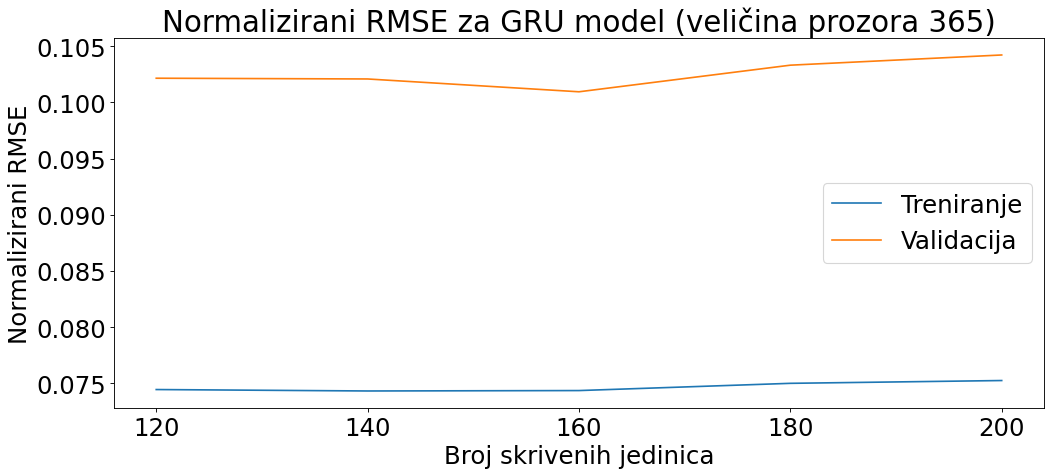 Normalizirani RMSE za GRU model (veličina prozora 365)
Normalizirani RMSE
0.105
0.100
0.095
0.090
0.085
0.080
0.075
Treniranje
Validacija
120 140 160 180 200
Broj skrivenih jedinica